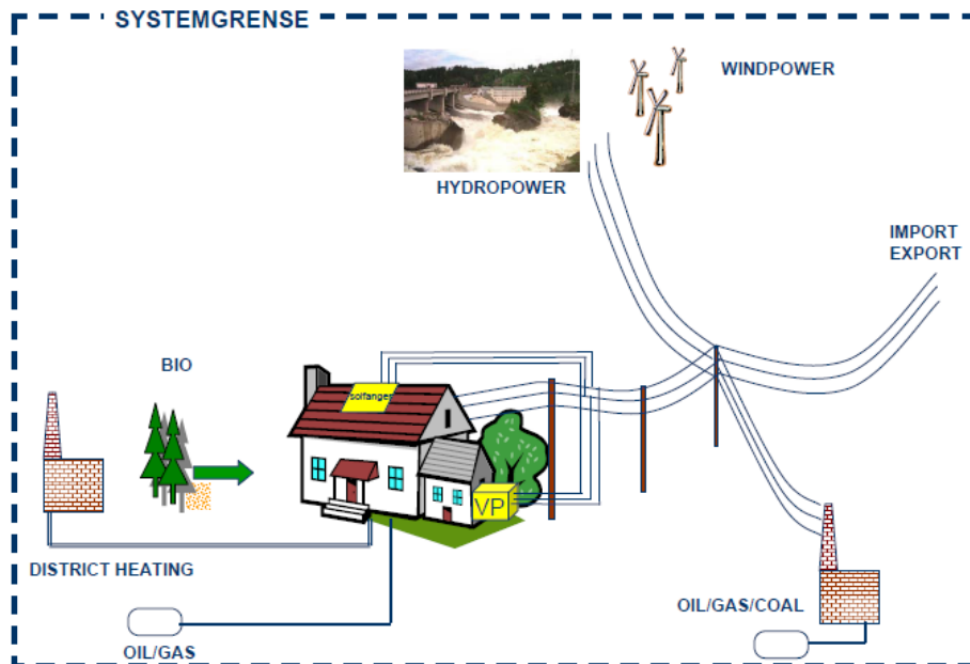 SYSTEMGRENSE
WINDPOWER
HYDROPOWER
IMPORT
EXPORT
BIO
solfanger
VP
DISTRICT HEATING
OIL/GAS/COAL
OIL/GAS